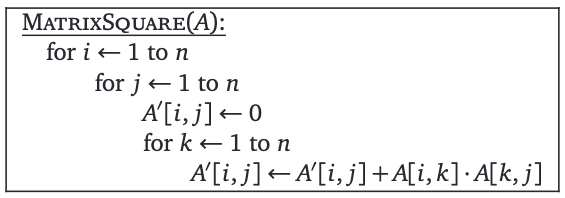 MATRIXSQUARE(A):
for i ← 1 to n
for j ← 1 to n
A′[i, j] ← 0
for k ← 1 to n
A′[i, j] ← A′[i, j] + A[i, k] · A[k, j]